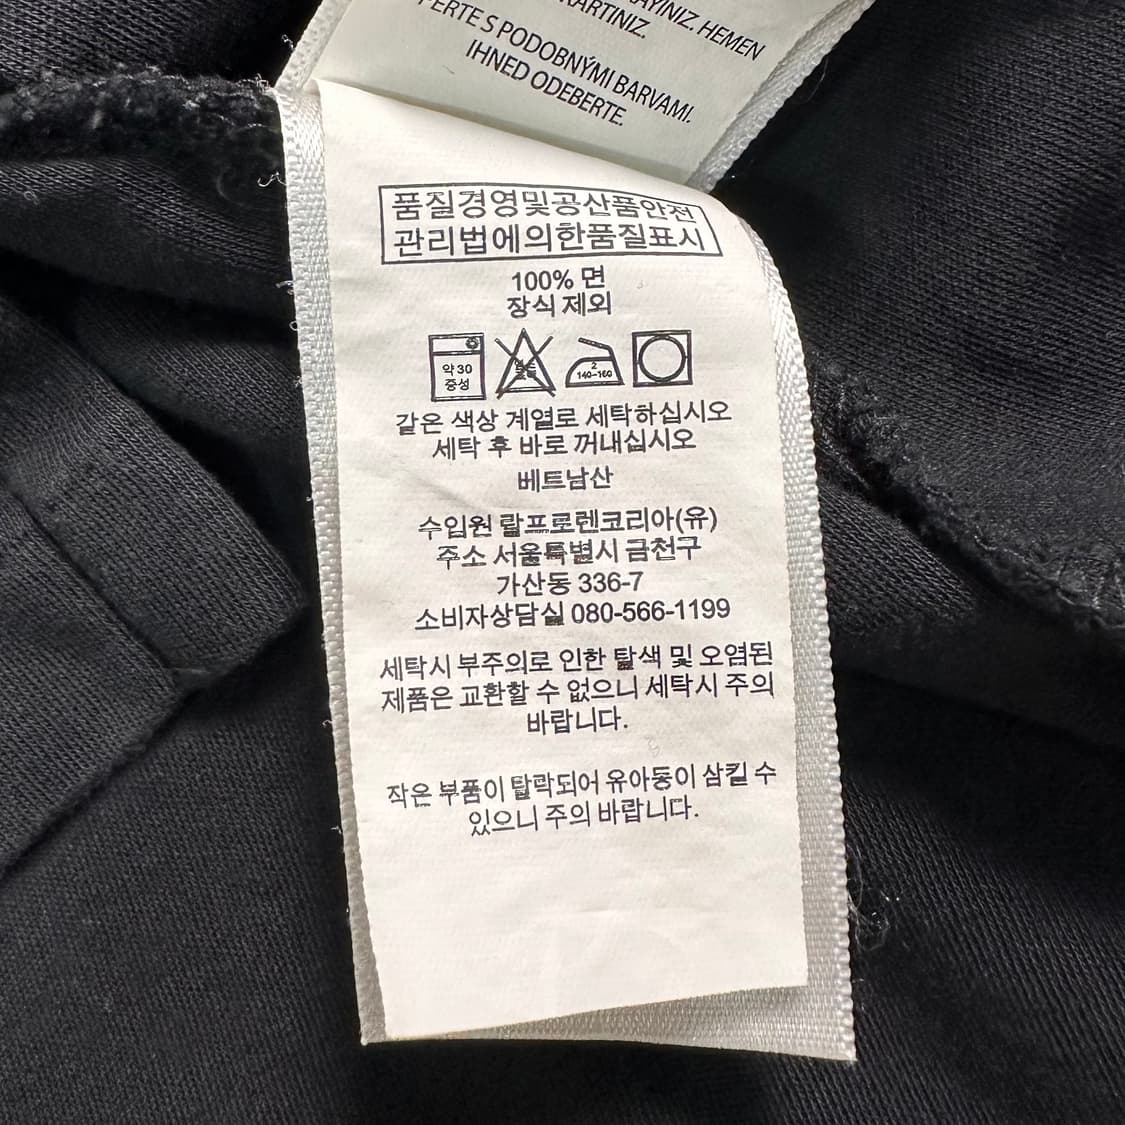 HEMEN
KARTINIZ.
PERTE S PODOBNÝMI BARVAMI.
IHNED ODEBERTE.
품질경영및공산품안전
관리법에의한품질표시
100% 면
장식 제외
약 30
중성
2
140-160
같은 색상 계열로 세탁하십시오
세탁 후 바로 꺼내십시오
베트남산
수입원 랄프로렌코리아(유)
주소 서울특별시 금천구
가산동 336-7
소비자상담실 080-566-1199
세탁시 부주의로 인한 탈색 및 오염된
제품은 교환할 수 없으니 세탁시 주의
바랍니다.
작은 부품이 탈락되어 유아동이 삼킬 수
있으니 주의 바랍니다.